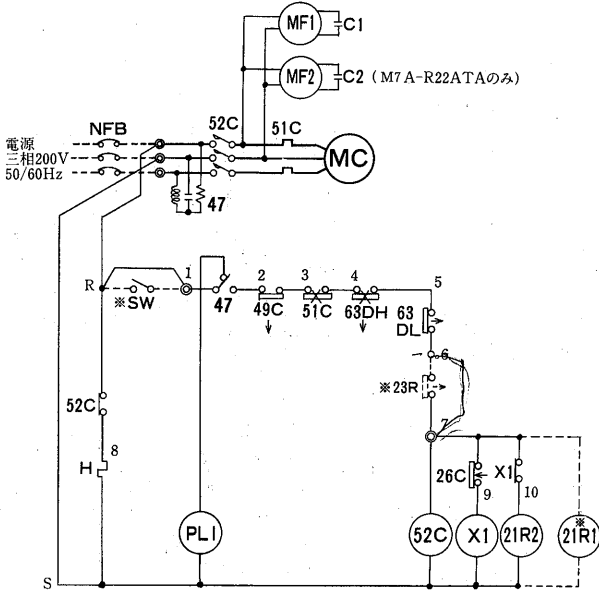 MF1 C1
MF2 C2(M7A-R22ATAのみ)
52C 51C
NFB
電源
三相200V
50/60Hz
MC
47
R ※SW 1 47 2 3 4 5
49C 51C 63DH
63
DL
6
※23R
7
52C
8
H
26C X1
9 10
PL1 52C X1 21R2 ※
21R1
S